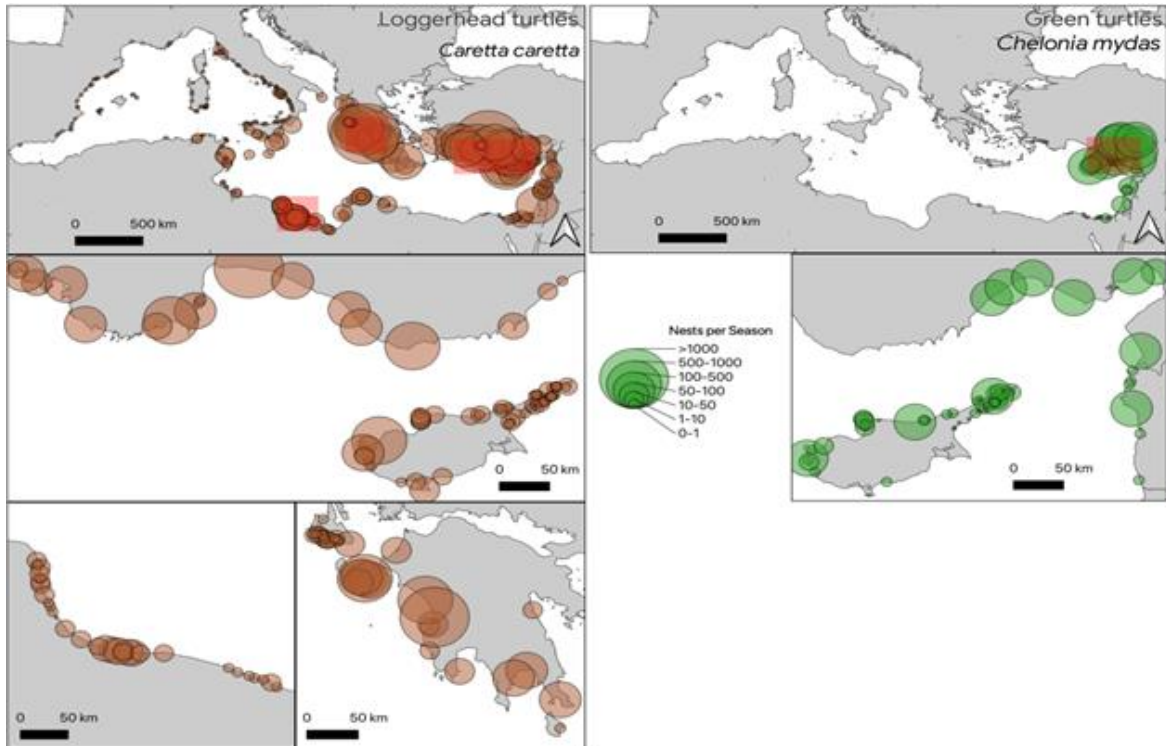 Loggerhead turtles
Caretta caretta
0 500 km
Green turtles
Chelonia mydas
0 500 km
0 50 km
Nests per Season
>1000
500-1000
100-500
50-100
10-50
1-10
0-1
0 50 km
0 50 km
0 50 km